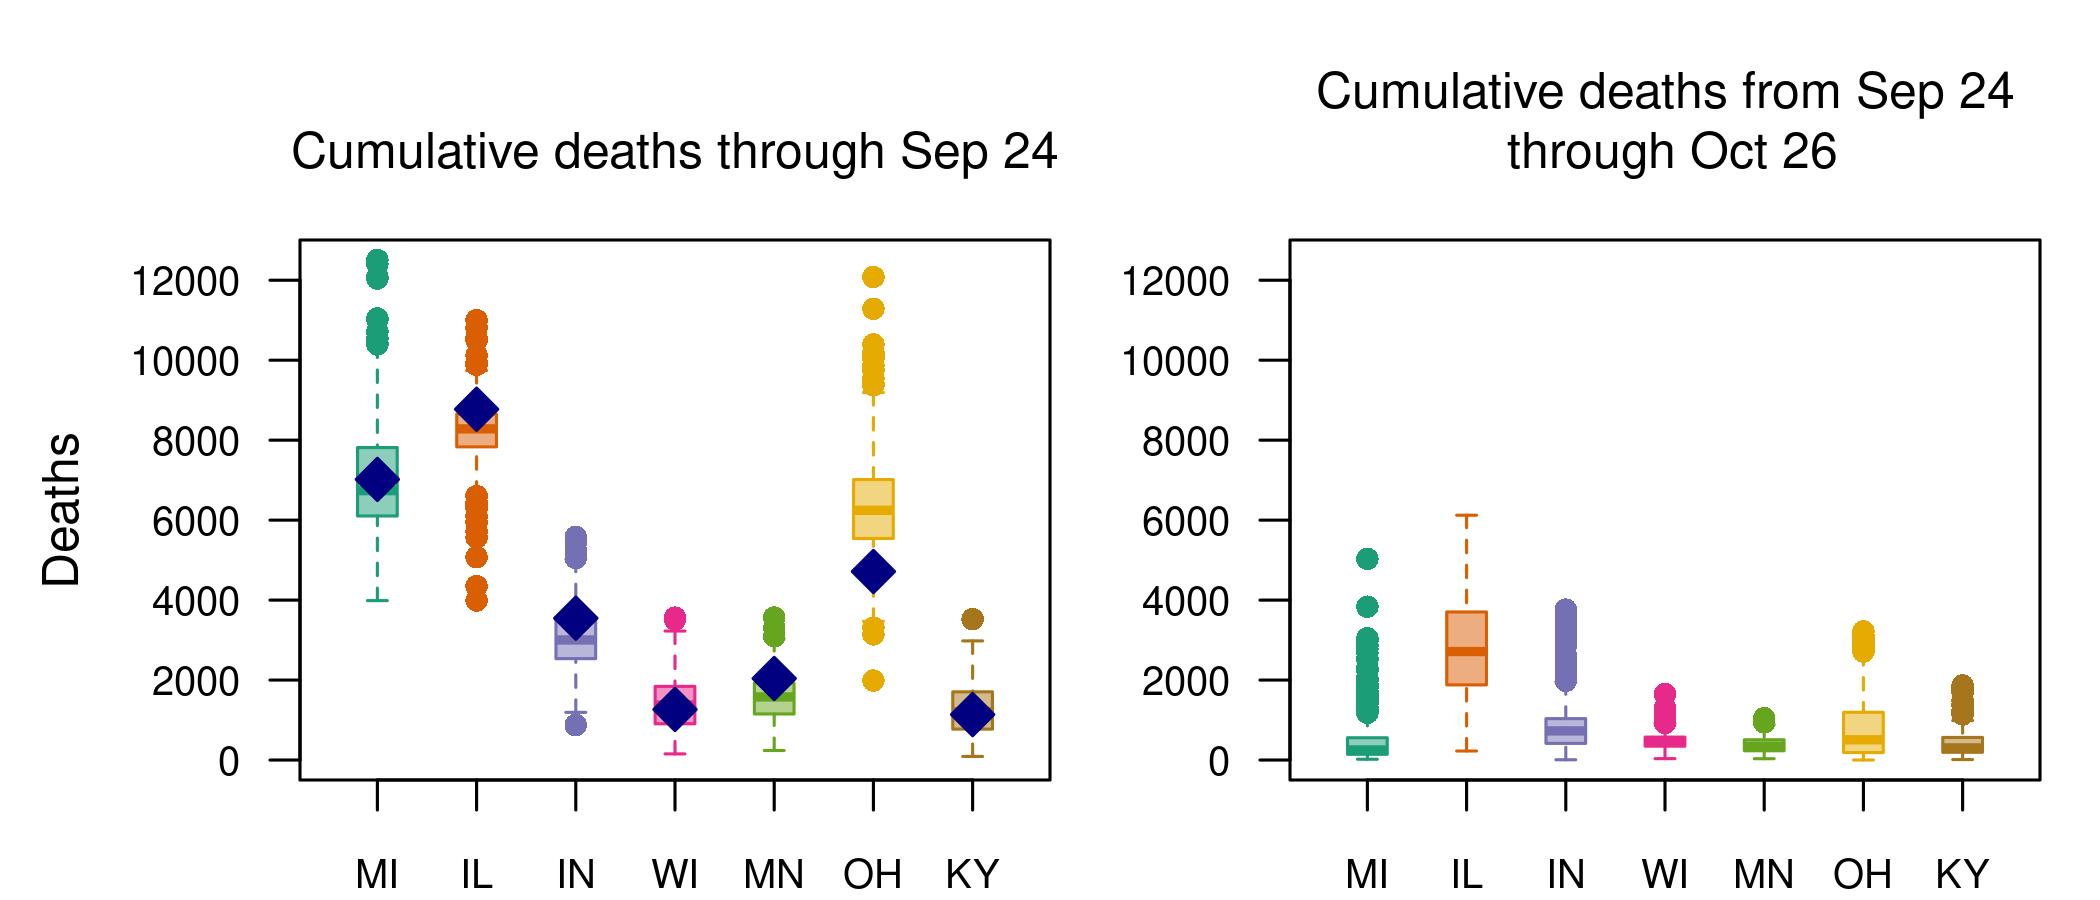 Cumulative deaths through Sep 24
Deaths
12000
10000
8000
6000
4000
2000
0
MI IL IN WI MN OH KY
Cumulative deaths from Sep 24
through Oct 26
12000
10000
8000
6000
4000
2000
0
MI IL IN WI MN OH KY